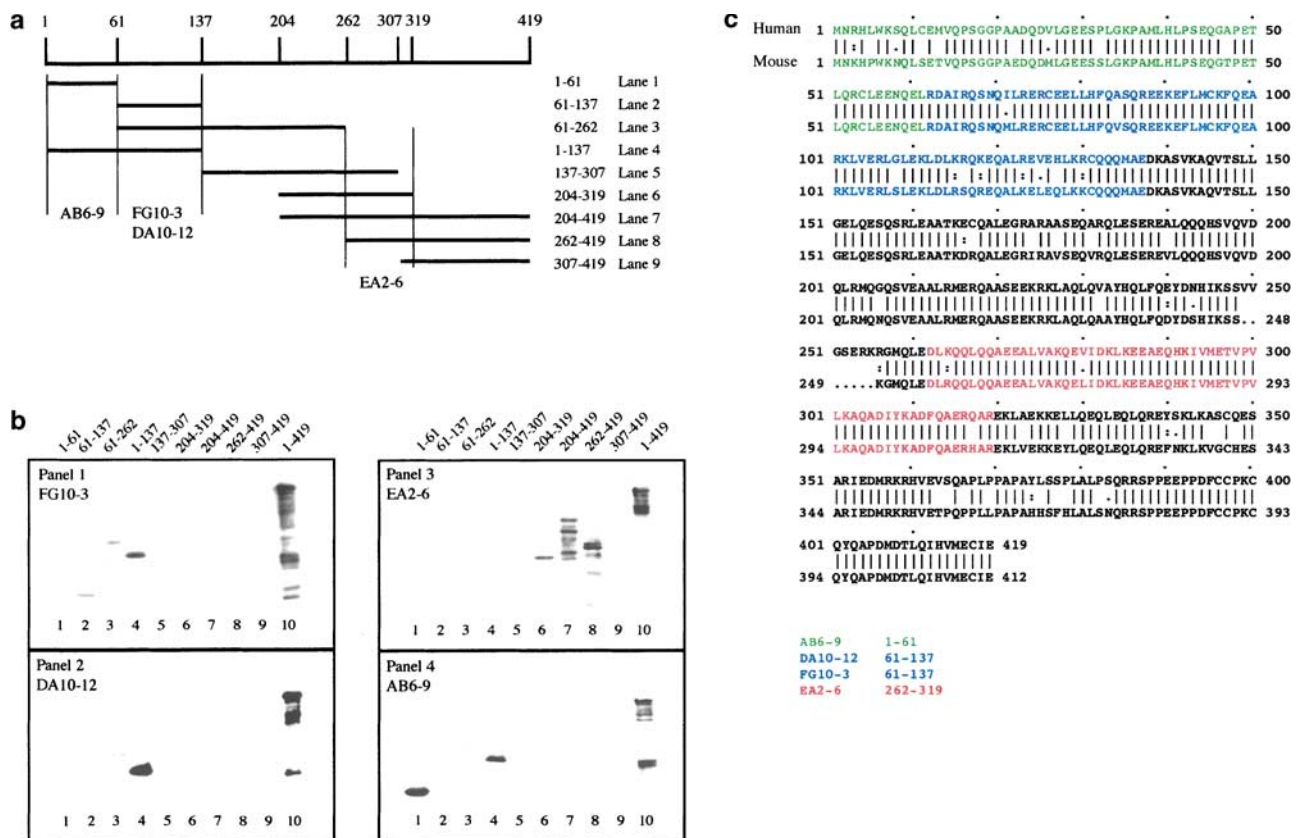 a
1 61 137 204 262 307 319 419
1-61 Lane 1
61-137 Lane 2
61-262 Lane 3
1-137 Lane 4
137-307 Lane 5
204-319 Lane 6
204-419 Lane 7
262-419 Lane 8
307-419 Lane 9
AB6-9 FG10-3
DA10-12
EA2-6
b
1-61 61-137 61-262 1-137 137-307 204-319 204-419 262-419 307-419 1-419
Panel 1
FG10-3
1 2 3 4 5 6 7 8 9 10
Panel 2
DA10-12
1 2 3 4 5 6 7 8 9 10
1-61 61-137 61-262 1-137 137-307 204-319 204-419 262-419 307-419 1-419
Panel 3
EA2-6
1 2 3 4 5 6 7 8 9 10
Panel 4
AB6-9
1 2 3 4 5 6 7 8 9 10
c
Human 1 MNRHLWKSQLCEMVQPSGGPAADQDVLGEESPLGKPAMLHLPSEQGAPET 50
Mouse 1 MNKHPWKNQLSETVQPSGGPAEDQDMLGEESSLGKPAMLHLPSEQGTPET 50
51 LQRCLEENQELRDAIRQSNQILRERCEELLHFQASQREEKEFLMCKFQEA 100
51 LQRCLEENQELRDAIRQSNQMLRERCEELLHFQVSQREEKEFLMCKFQEA 100
101 RKLVERLGLEKLDLKRQKEQALREVEHLKRCQQQMAEDKASVKAQVTSLL 150
101 RKLVERLSLEKLDLRSQREQALKELEQLKKCQQQMAEDKASVKAQVTSLL 150
151 GELQESQSRLEAATKECQALEGRARAASEQARQLESEREALQQQHSVQVD 200
151 GELQESQSRLEAATKDRQALEGRIRAVSEQVRQLESEREVLQQQHSVQVD 200
201 QLRMQGQSVEAALRMERQAASEEKRKLAQLQVAYHQLFQEYDNHIKSSVV 250
201 QLRMQNQSVEAALRMERQAASEEKRKLAQLQAAYHQLFQDYDSHIKSS.. 248
251 GSERKRGMQLEDLKQQLQQAEEALVAKQEVIDKLKEEAEQHKIVMETVPV 300
249 .....KGMQLEDLRQQLQQAEEALVAKQELIDKLKEEAEQHKIVMETVPV 293
301 LKAQADIYKADFQAERQAREKLAEKKELLQEQLEQLQREYSKLKASCQES 350
294 LKAQADIYKADFQAERHAREKLVEKKEYLQEQLEQLQREFNKLKVGCHES 343
351 ARIEDMRKRHVEVSQAPLPPAPAYLSSPLALPSQRRSPPEEPPDFCCPKC 400
344 ARIEDMRKRHVETPQPPLLPAPAHHSFHLALSNQRRSPPEEPPDFCCPKC 393
401 QYQAPDMDTLQIHVMECIE 419
394 QYQAPDMDTLQIHVMECIE 412
AB6-9 1-61
DA10-12 61-137
FG10-3 61-137
EA2-6 262-319